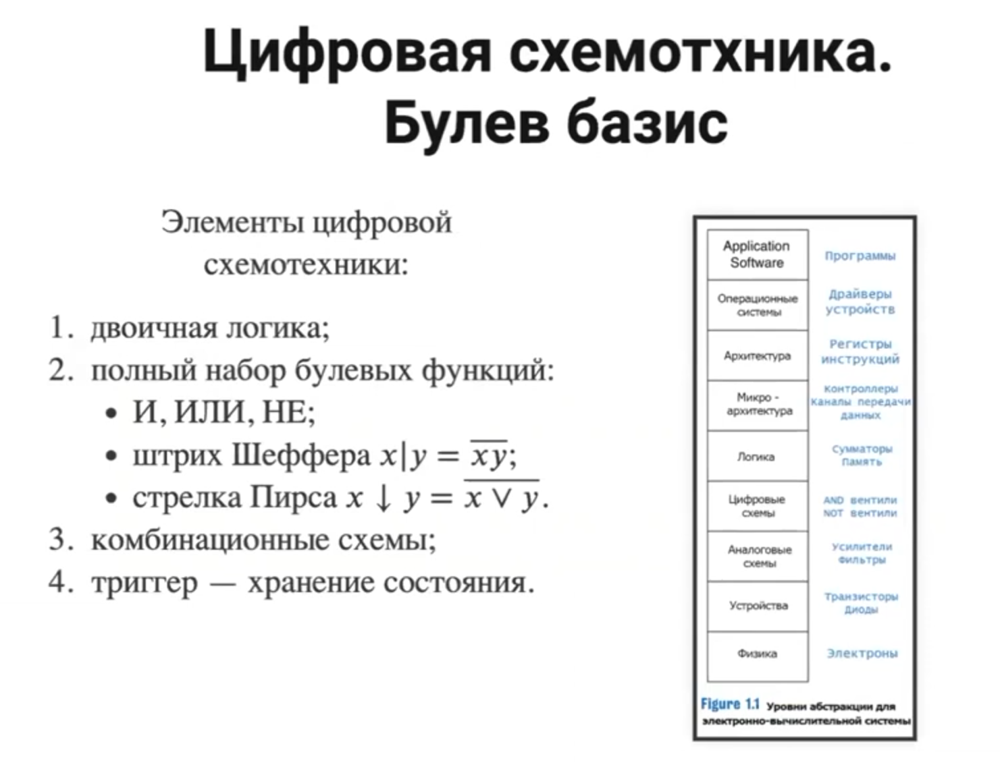 Цифровая схемотхника.
Булев базис
Элементы цифровой
схемотехники:
1. двоичная логика;
2. полный набор булевых функций:
• И, ИЛИ, НЕ;
• штрих Шеффера x|y = \overline{xy};
• стрелка Пирса x ↓ y = \overline{x ∨ y}.
3. комбинационные схемы;
4. триггер — хранение состояния.
Application
Software
Программы
Операционные
системы
Драйверы
устройств
Архитектура
Регистры
инструкций
Микро -
архитектура
Контроллеры
Каналы передачи
данных
Логика
Сумматоры
Память
Цифровые
схемы
AND вентили
NOT вентили
Аналоговые
схемы
Усилители
Фильтры
Устройства
Транзисторы
Диоды
Физика
Электроны
Figure 1.1 Уровни абстракции для
электронно-вычислительной системы